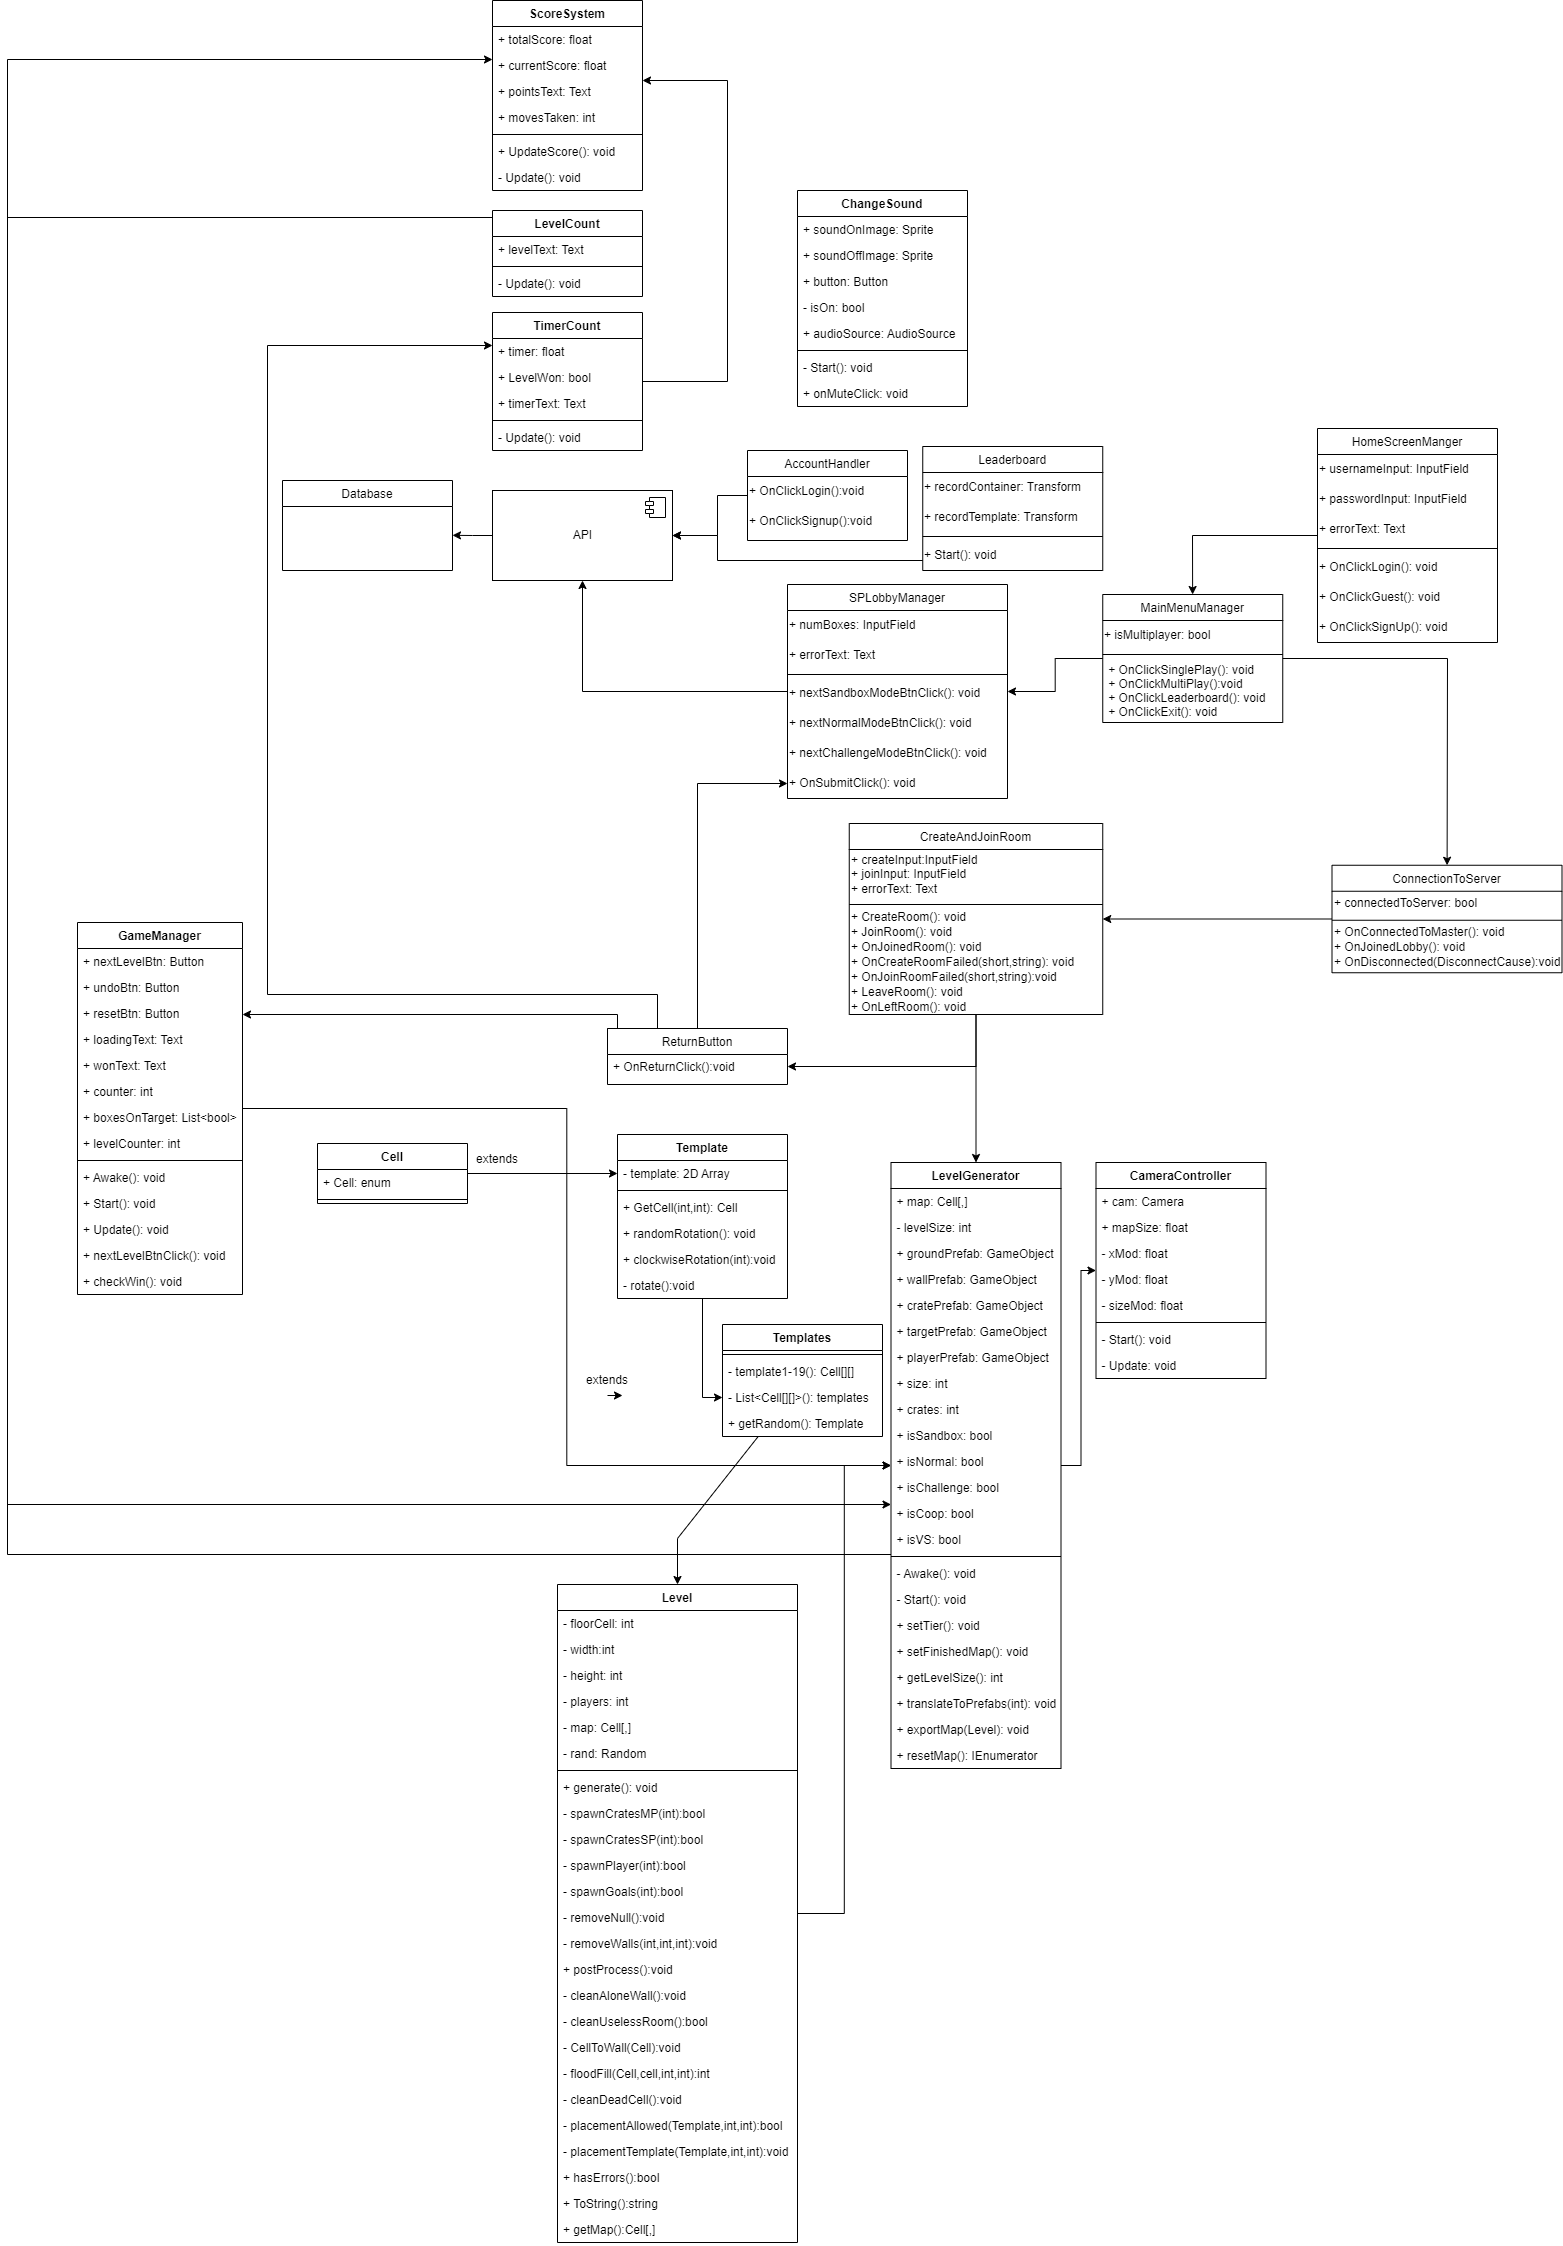 ScoreSystem
+ totalScore: float
+ currentScore: float
+ pointsText: Text
+ movesTaken: int
+ UpdateScore(): void
- Update(): void
LevelCount
+ levelText: Text
- Update(): void
TimerCount
+ timer: float
+ LevelWon: bool
+ timerText: Text
- Update(): void
ChangeSound
+ soundOnImage: Sprite
+ soundOffImage: Sprite
+ button: Button
- isOn: bool
+ audioSource: AudioSource
- Start(): void
+ onMuteClick: void
Database
API
AccountHandler
+ OnClickLogin():void
+ OnClickSignup():void
Leaderboard
+ recordContainer: Transform
+ recordTemplate: Transform
+ Start(): void
HomeScreenManger
+ usernameInput: InputField
+ passwordInput: InputField
+ errorText: Text
+ OnClickLogin(): void
+ OnClickGuest(): void
+ OnClickSignUp(): void
SPLobbyManager
+ numBoxes: InputField
+ errorText: Text
+ nextSandboxModeBtnClick(): void
+ nextNormalModeBtnClick(): void
+ nextChallengeModeBtnClick(): void
+ OnSubmitClick(): void
MainMenuManager
+ isMultiplayer: bool
+ OnClickSinglePlay(): void
+ OnClickMultiPlay():void
+ OnClickLeaderboard(): void
+ OnClickExit(): void
CreateAndJoinRoom
+ createInput:InputField
+ joinInput: InputField
+ errorText: Text
+ CreateRoom(): void
+ JoinRoom(): void
+ OnJoinedRoom(): void
+ OnCreateRoomFailed(short,string): void
+ OnJoinRoomFailed(short,string):void
+ LeaveRoom(): void
+ OnLeftRoom(): void
ConnectionToServer
+ connectedToServer: bool
+ OnConnectedToMaster(): void
+ OnJoinedLobby(): void
+ OnDisconnected(DisconnectCause):void
GameManager
+ nextLevelBtn: Button
+ undoBtn: Button
+ resetBtn: Button
+ loadingText: Text
+ wonText: Text
+ counter: int
+ boxesOnTarget: List<bool>
+ levelCounter: int
+ Awake(): void
+ Start(): void
+ Update(): void
+ nextLevelBtnClick(): void
+ checkWin(): void
ReturnButton
+ OnReturnClick():void
Cell
+ Cell: enum
extends
Template
- template: 2D Array
+ GetCell(int,int): Cell
+ randomRotation(): void
+ clockwiseRotation(int):void
- rotate():void
extends
Templates
- template1-19(): Cell[][]
- List<Cell[][]>(): templates
+ getRandom(): Template
LevelGenerator
+ map: Cell[,]
- levelSize: int
+ groundPrefab: GameObject
+ wallPrefab: GameObject
+ cratePrefab: GameObject
+ targetPrefab: GameObject
+ playerPrefab: GameObject
+ size: int
+ crates: int
+ isSandbox: bool
+ isNormal: bool
+ isChallenge: bool
+ isCoop: bool
+ isVS: bool
- Awake(): void
- Start(): void
+ setTier(): void
+ setFinishedMap(): void
+ getLevelSize(): int
+ translateToPrefabs(int): void
+ exportMap(Level): void
+ resetMap(): IEnumerator
CameraController
+ cam: Camera
+ mapSize: float
- xMod: float
- yMod: float
- sizeMod: float
- Start(): void
- Update: void
Level
- floorCell: int
- width:int
- height: int
- players: int
- map: Cell[,]
- rand: Random
+ generate(): void
- spawnCratesMP(int):bool
- spawnCratesSP(int):bool
- spawnPlayer(int):bool
- spawnGoals(int):bool
- removeNull():void
- removeWalls(int,int,int):void
+ postProcess():void
- cleanAloneWall():void
- cleanUselessRoom():bool
- CellToWall(Cell):void
- floodFill(Cell,cell,int,int):int
- cleanDeadCell():void
- placementAllowed(Template,int,int):bool
- placementTemplate(Template,int,int):void
+ hasErrors():bool
+ ToString():string
+ getMap():Cell[,]